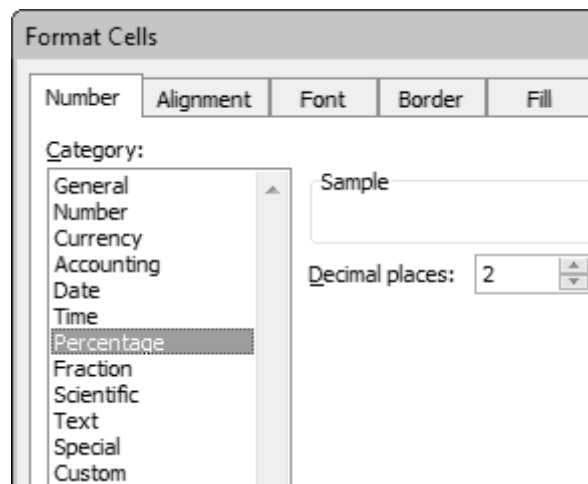 Format Cells
Number Alignment Font Border Fill
Category:
General
Number
Currency
Accounting
Date
Time
Percentage
Fraction
Scientific
Text
Special
Custom
Sample
Decimal places: 2